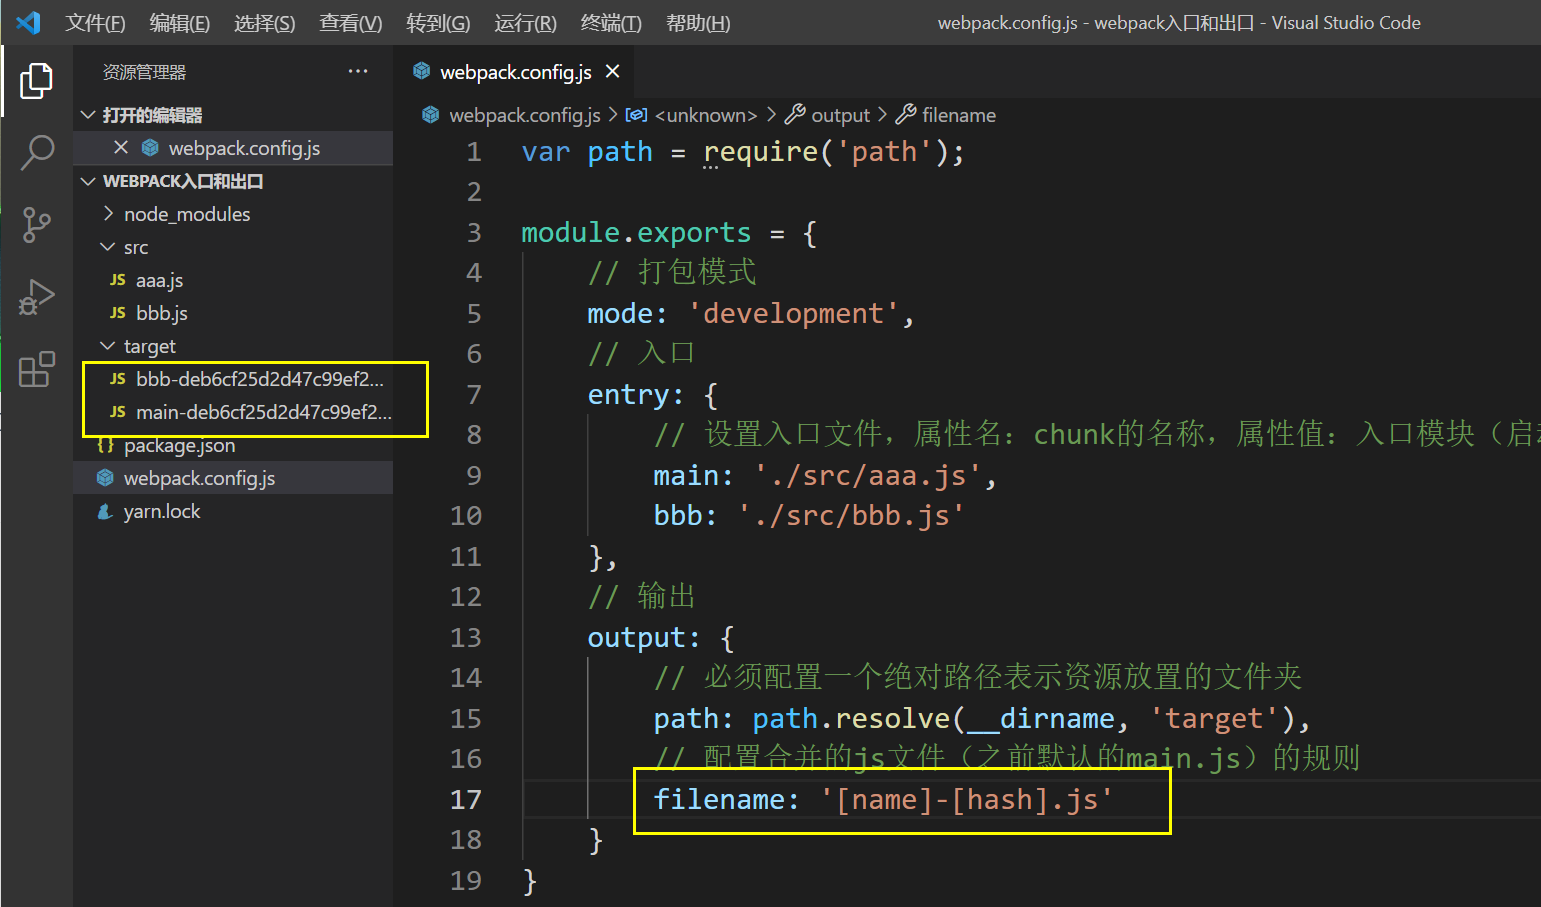 文件(F) 编辑(E) 选择(S) 查看(V) 转到(G) 运行(R) 终端(T) 帮助(H) webpack.config.js - webpack入口和出口 - Visual Studio Code
资源管理器 ···
打开的编辑器
webpack.config.js
WEBPACK入口和出口
node_modules
src
JS aaa.js
JS bbb.js
target
JS bbb-deb6cf25d2d47c99ef2...
JS main-deb6cf25d2d47c99ef2...
{} package.json
webpack.config.js
yarn.lock
webpack.config.js
webpack.config.js > <unknown> > output > filename
1 var path = require('path');
2
3 module.exports = {
4 // 打包模式
5 mode: 'development',
6 // 入口
7 entry: {
8 // 设置入口文件，属性名：chunk的名称，属性值：入口模块（启
9 main: './src/aaa.js',
10 bbb: './src/bbb.js'
11 },
12 // 输出
13 output: {
14 // 必须配置一个绝对路径表示资源放置的文件夹
15 path: path.resolve(__dirname, 'target'),
16 // 配置合并的js文件（之前默认的main.js）的规则
17 filename: '[name]-[hash].js'
18 }
19 }